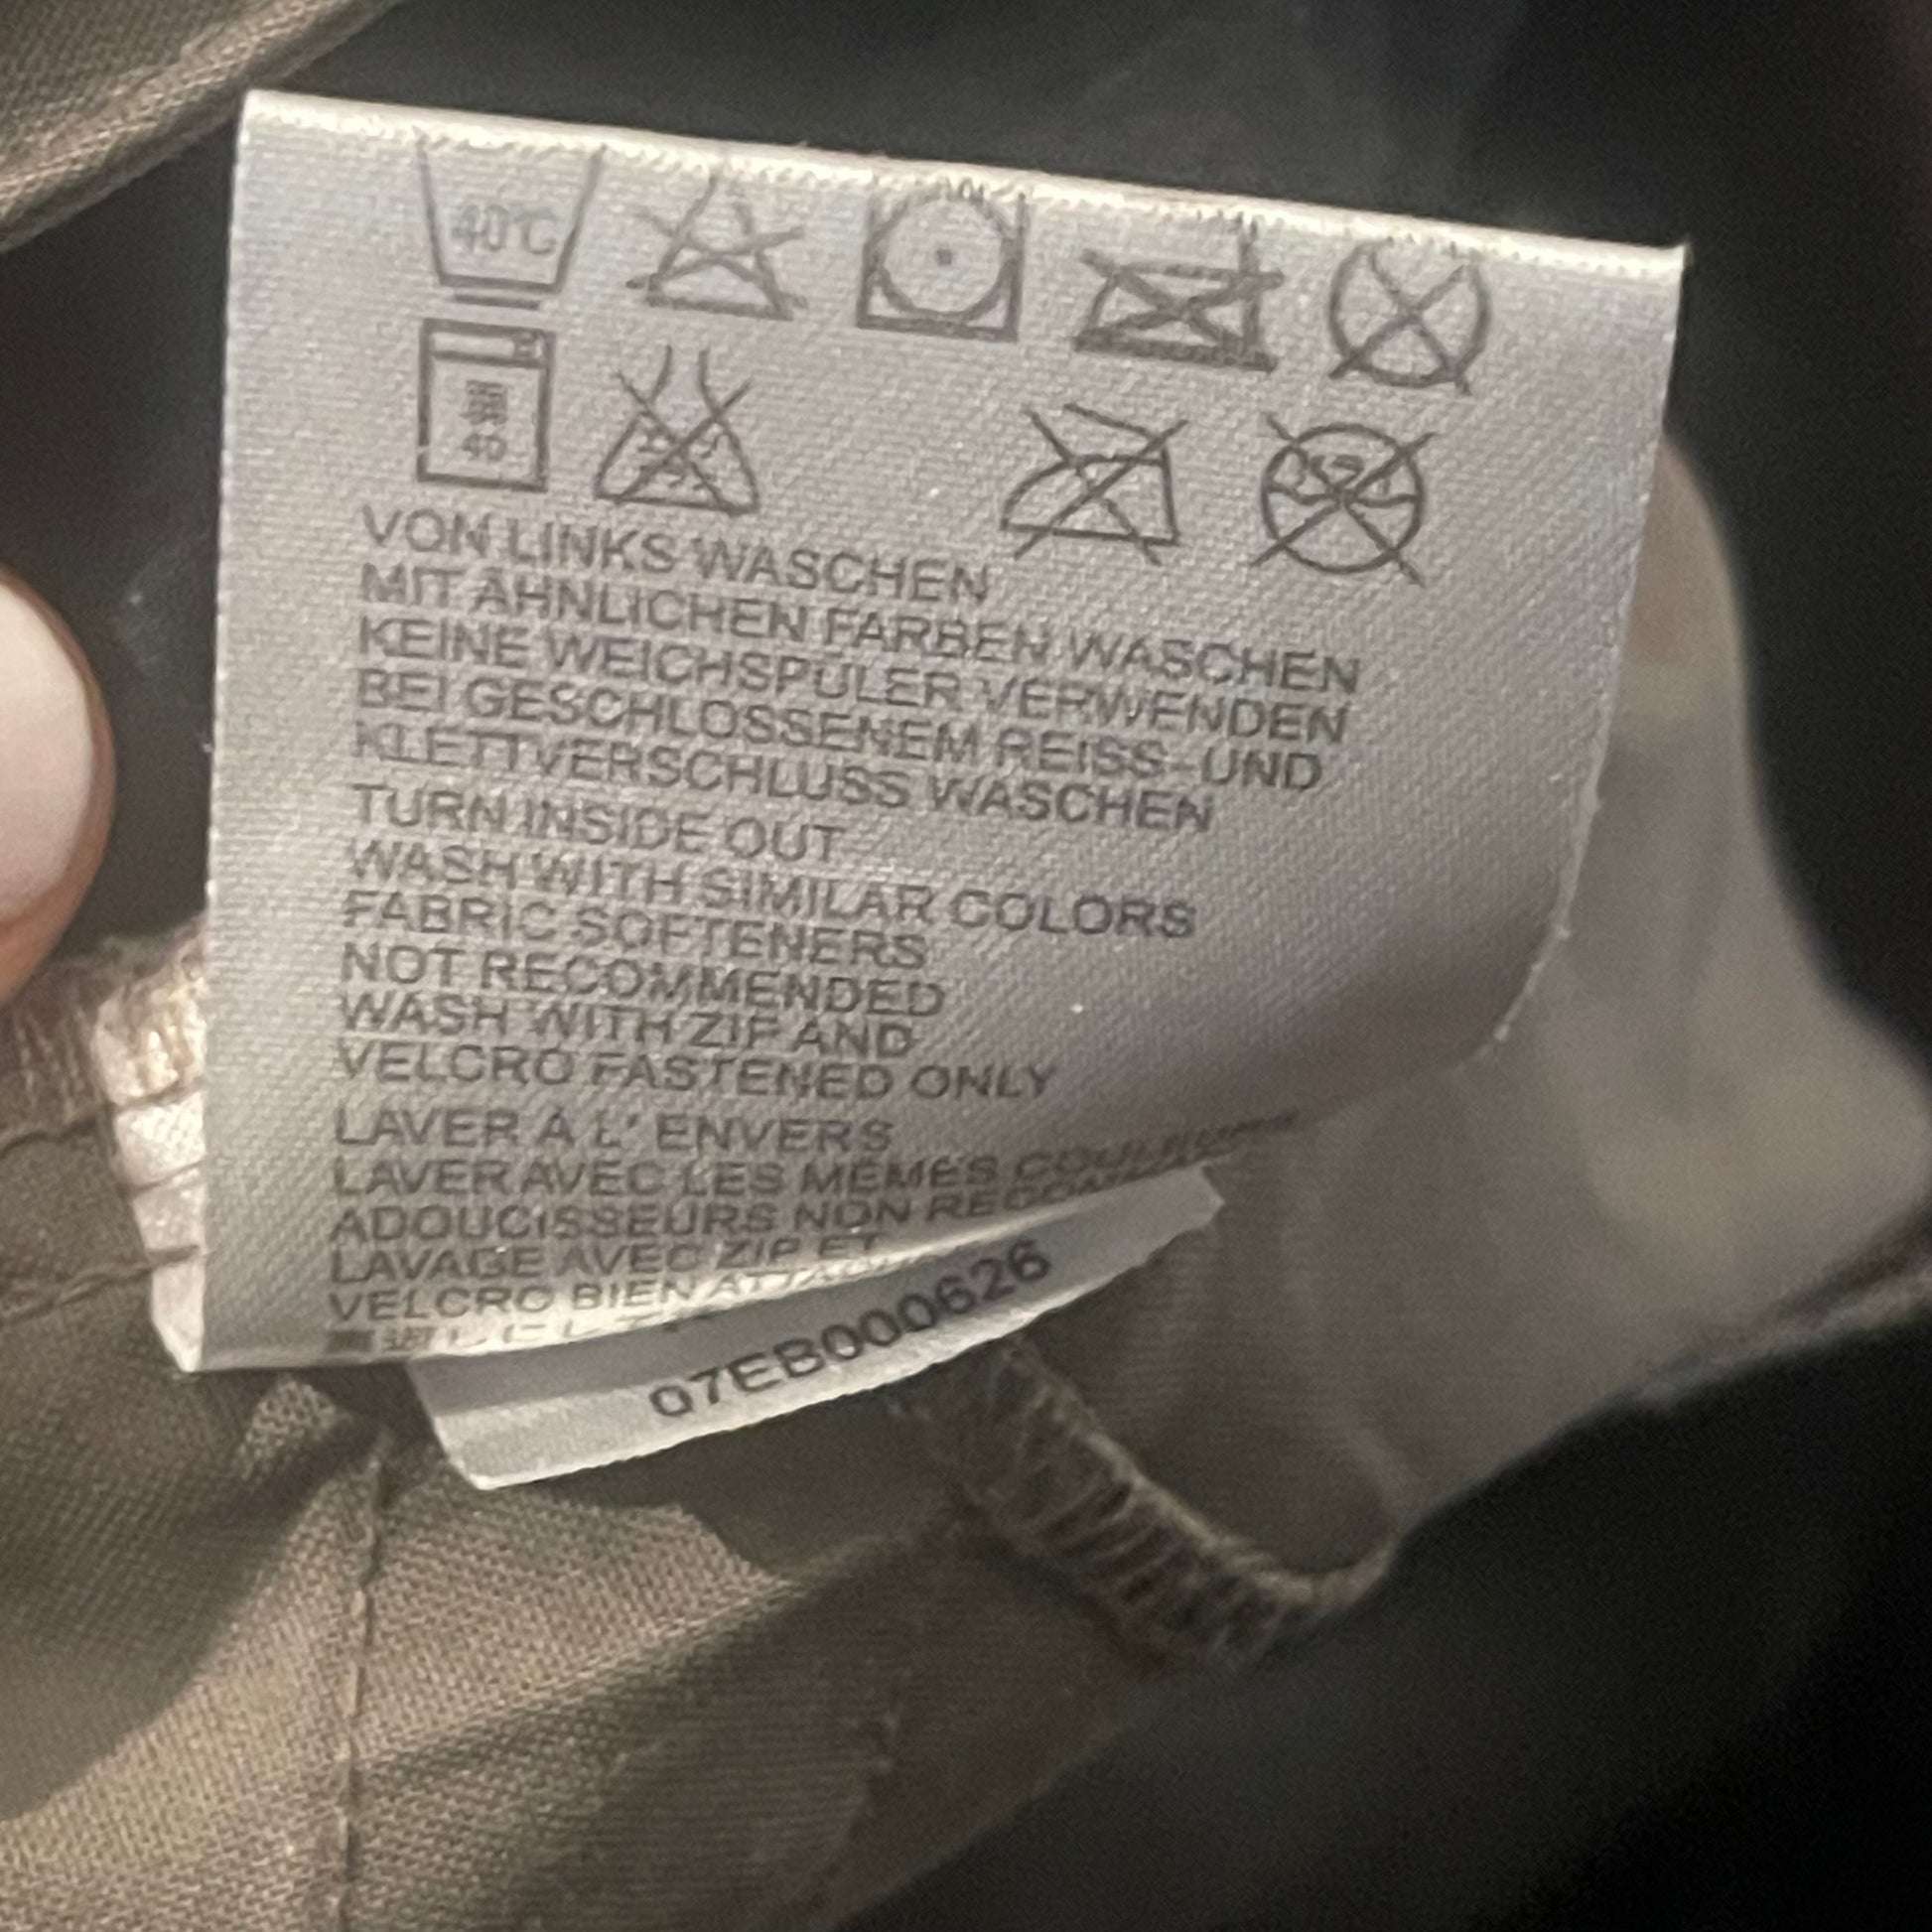 40°C
40
VON LINKS WASCHEN
MIT ÄHNLICHEN FARBEN WASCHEN
KEINE WEICHSPÜLER VERWENDEN
BEI GESCHLOSSENEM REISS-UND
KLETTVERSCHLUSS WASCHEN
TURN INSIDE OUT
WASH WITH SIMILAR COLORS
FABRIC SOFTENERS
NOT RECOMMENDED
WASH WITH ZIP AND
VELCRO FASTENED ONLY
LAVER A L' ENVERS
LAVER AVEC LES MÊMES
ADOUCISSEURS NON
LAVAGE AVEC ZIP ET
VELCRO BIEN
07EB000626